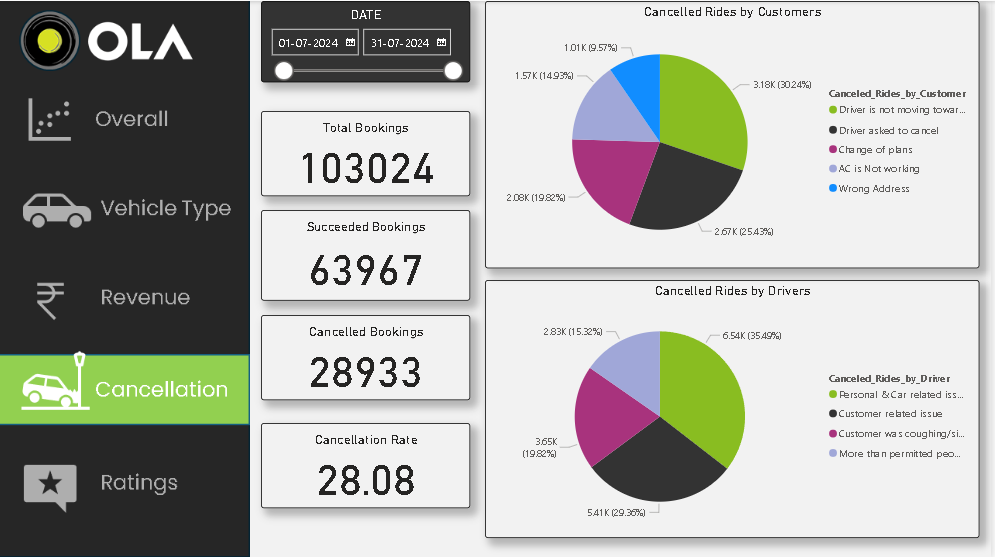 OLA
Overall
Vehicle Type
Revenue
Cancellation
Ratings
DATE
01-07-2024 31-07-2024
Total Bookings
103024
Succeeded Bookings
63967
Cancelled Bookings
28933
Cancellation Rate
28.08
Cancelled Rides by Customers
1.01K (9.57%)
1.57K (14.93%)
3.18K (30.24%)
2.08K (19.82%)
2.67K (25.43%)
Canceled_Rides_by_Customer
Driver is not moving towar...
Driver asked to cancel
Change of plans
AC is Not working
Wrong Address
Cancelled Rides by Drivers
2.83K (15.32%)
6.54K (35.49%)
3.65K
(19.82%)
5.41K (29.36%)
Canceled_Rides_by_Driver
Personal & Car related iss...
Customer related issue
Customer was coughing/si...
More than permitted peo...